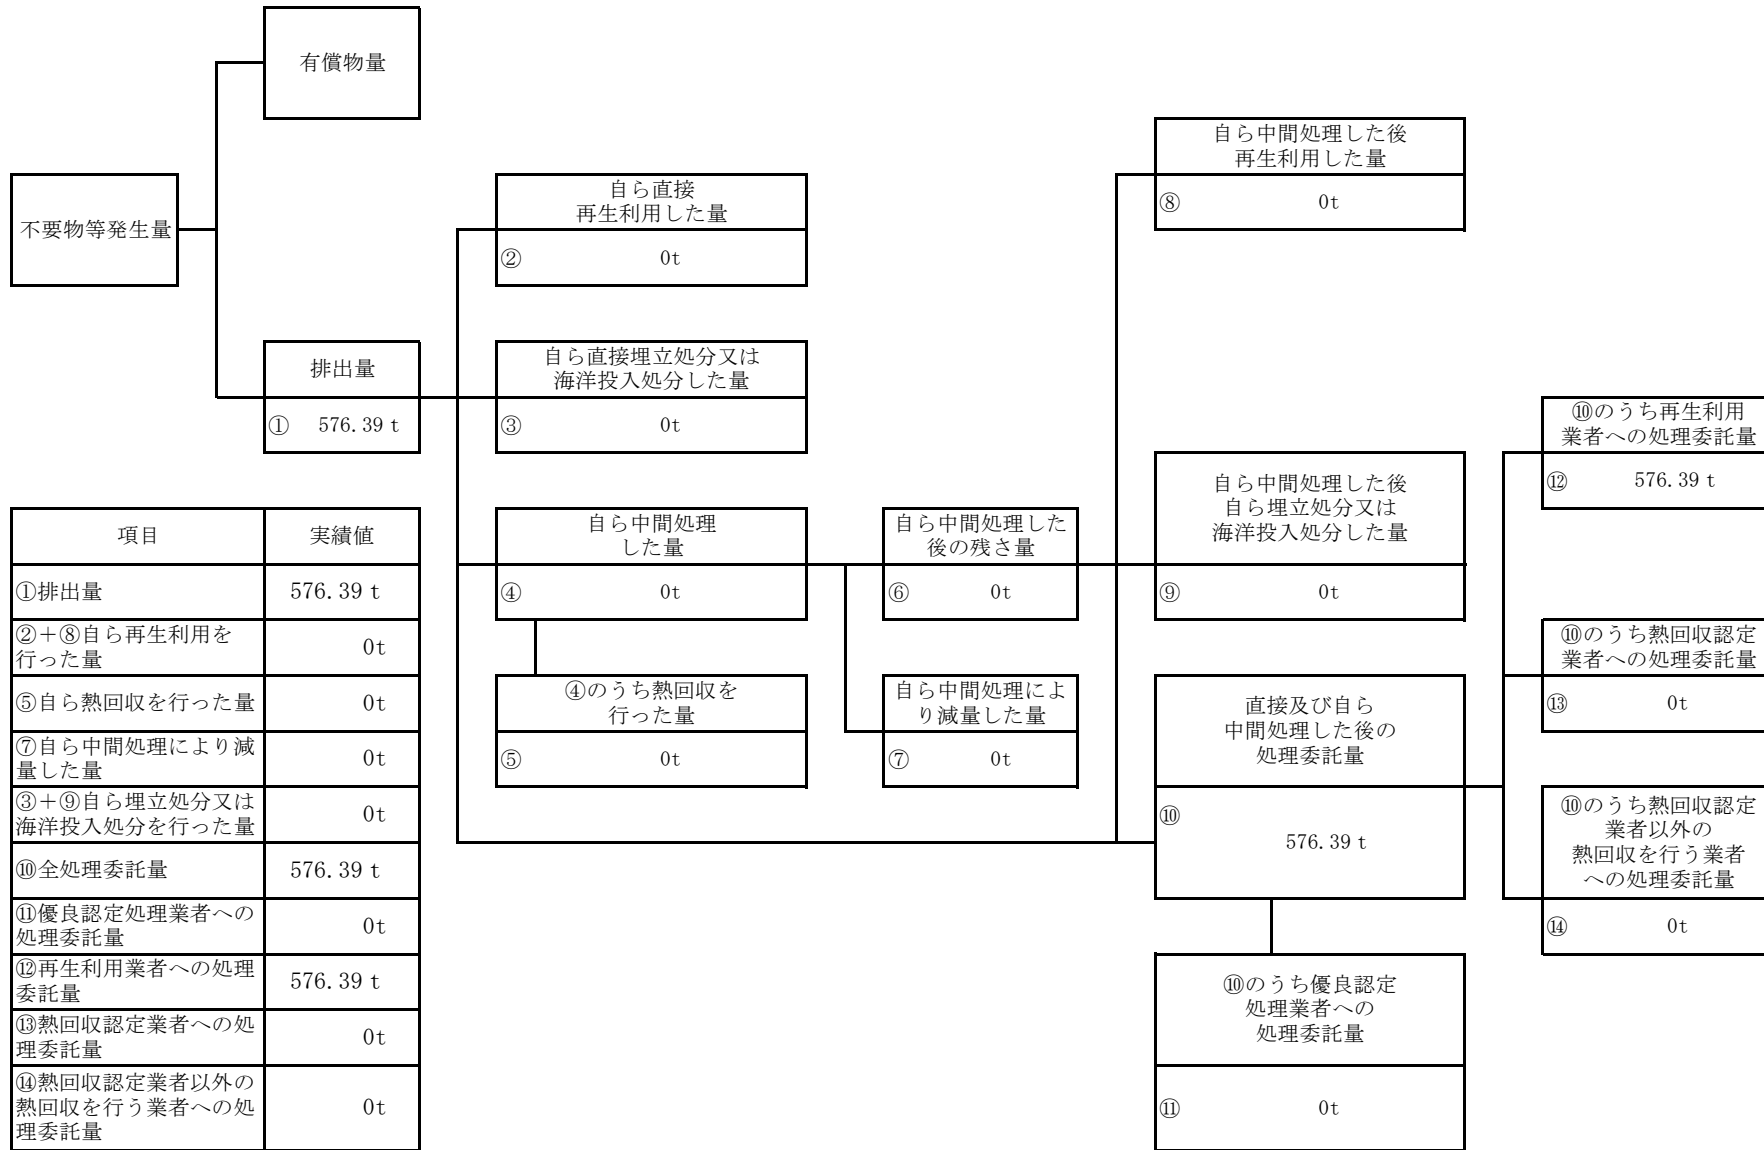 有償物量
不要物等発生量
排出量
① 576.39 t
自ら直接
再生利用した量
② 0t
自ら直接埋立処分又は
海洋投入処分した量
③ 0t
自ら中間処理
した量
④ 0t
④のうち熱回収を
行った量
⑤ 0t
自ら中間処理した
後の残さ量
⑥ 0t
自ら中間処理によ
り減量した量
⑦ 0t
自ら中間処理した後
再生利用した量
⑧ 0t
自ら中間処理した後
自ら埋立処分又は
海洋投入処分した量
⑨ 0t
直接及び自ら
中間処理した後の
処理委託量
⑩
576.39 t
⑩のうち優良認定
処理業者への
処理委託量
⑪ 0t
⑩のうち再生利用
業者への処理委託量
⑫ 576.39 t
⑩のうち熱回収認定
業者への処理委託量
⑬ 0t
⑩のうち熱回収認定
業者以外の
熱回収を行う業者
への処理委託量
⑭ 0t
項目 実績値
①排出量 576.39 t
②＋⑧自ら再生利用を
行った量 0t
⑤自ら熱回収を行った量 0t
⑦自ら中間処理により減
量した量 0t
③＋⑨自ら埋立処分又は
海洋投入処分を行った量 0t
⑩全処理委託量 576.39 t
⑪優良認定処理業者への
処理委託量 0t
⑫再生利用業者への処理
委託量 576.39 t
⑬熱回収認定業者への処
理委託量 0t
⑭熱回収認定業者以外の
熱回収を行う業者への処
理委託量 0t